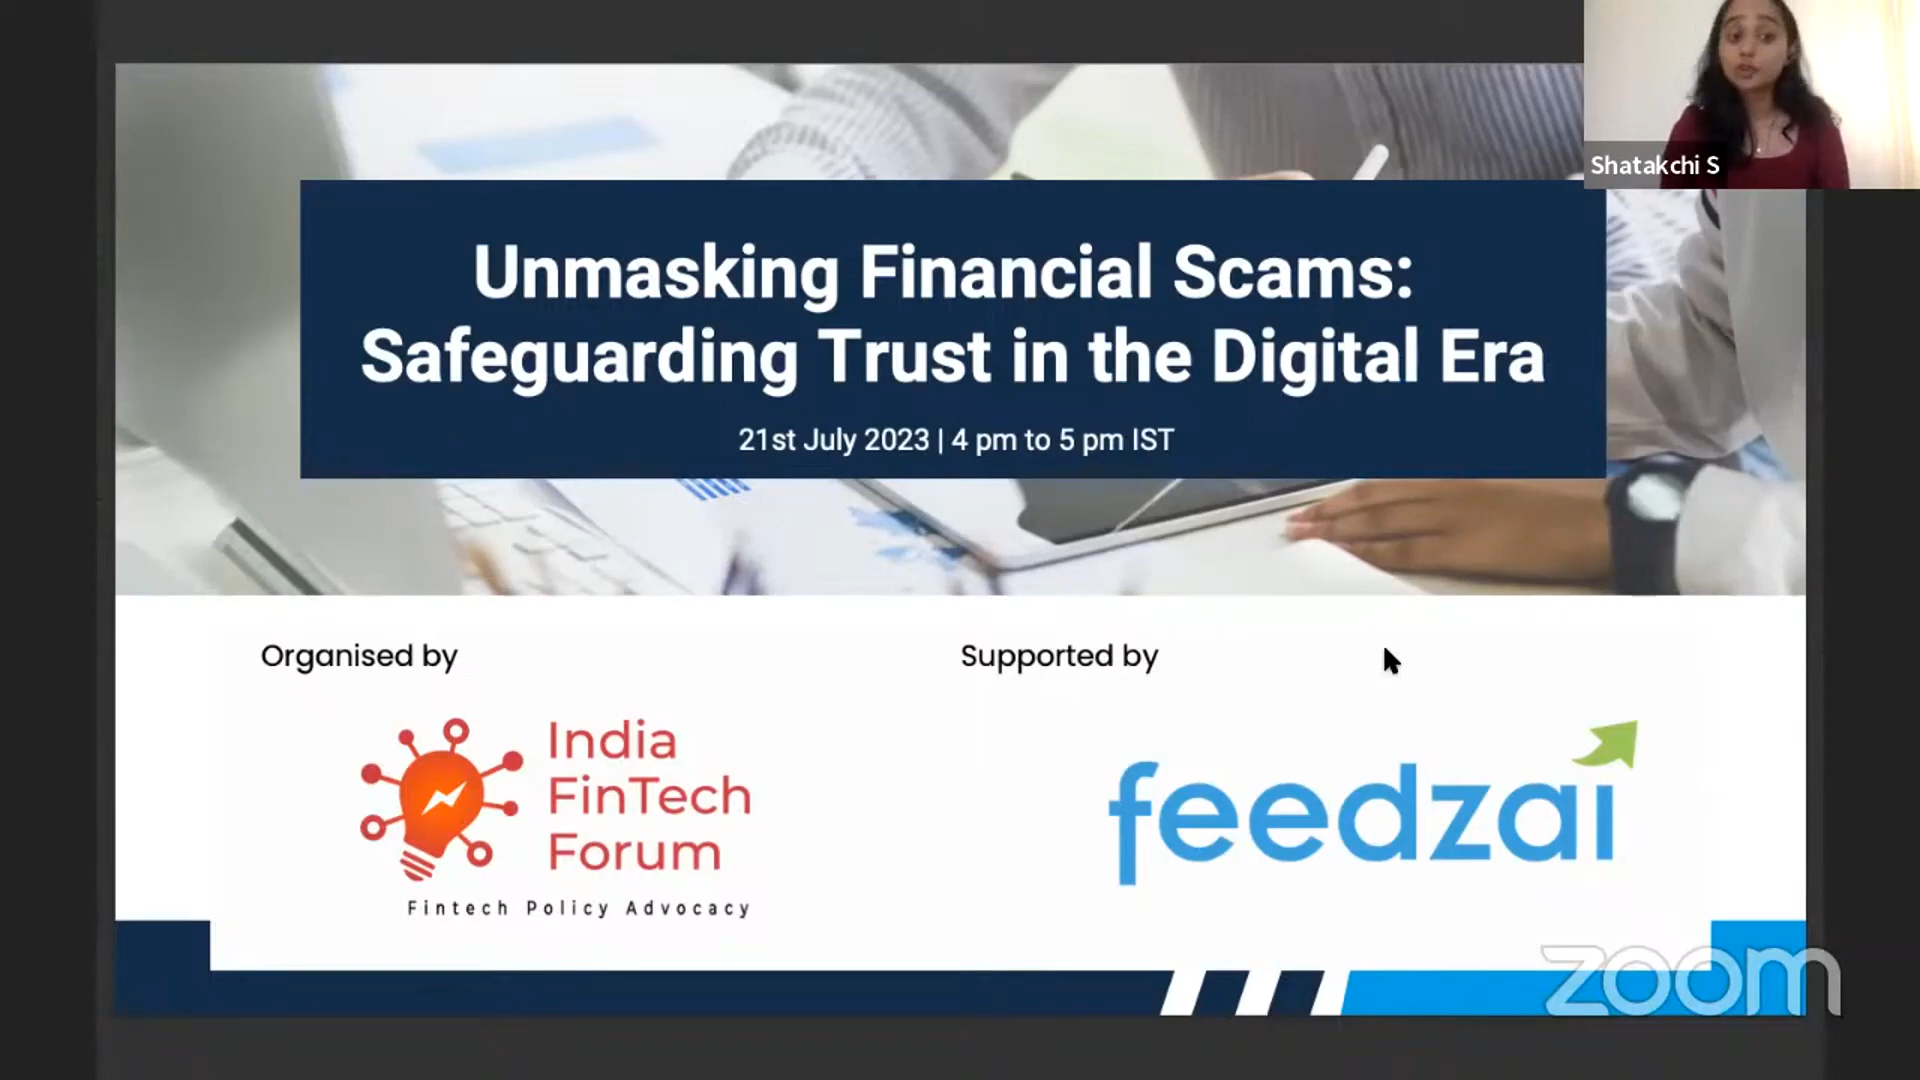 Shatakchi S
Unmasking Financial Scams:
Safeguarding Trust in the Digital Era
21st July 2023 | 4 pm to 5 pm IST
Organised by
India
FinTech
Forum
Fintech Policy Advocacy
Supported by
feedzai
zoom